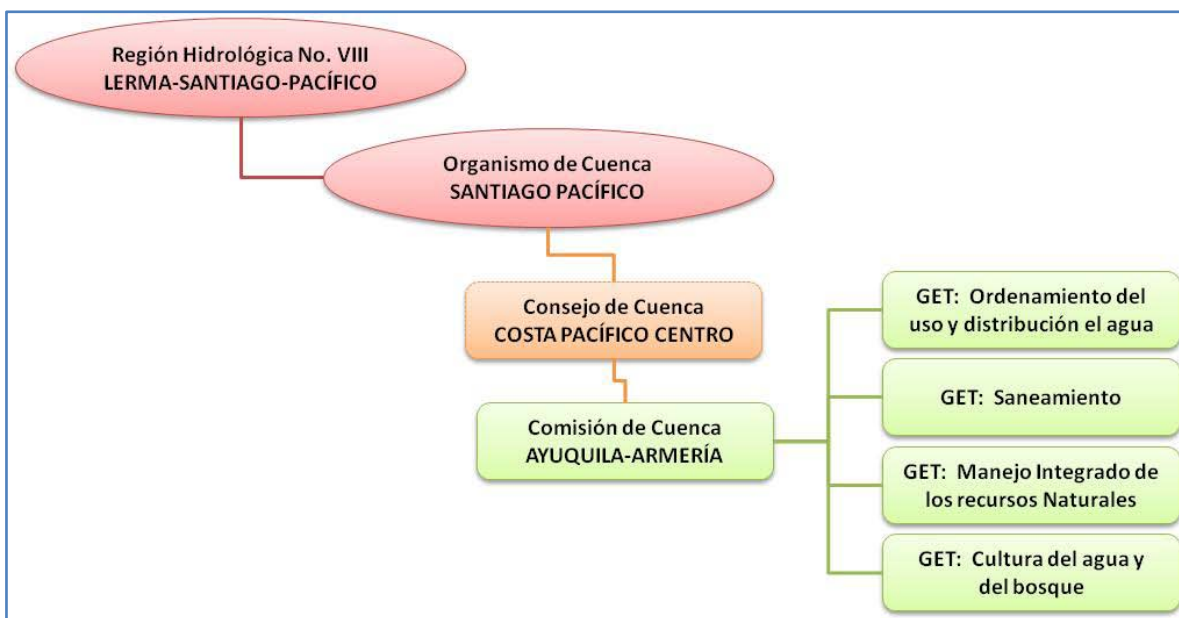 Región Hidrológica No. VIII
LERMA-SANTIAGO-PACÍFICO
Organismo de Cuenca
SANTIAGO PACÍFICO
Consejo de Cuenca
COSTA PACÍFICO CENTRO
Comisión de Cuenca
AYUQUILA-ARMERÍA
GET: Ordenamiento del
uso y distribución el agua
GET: Saneamiento
GET: Manejo Integrado de
los recursos Naturales
GET: Cultura del agua y
del bosque